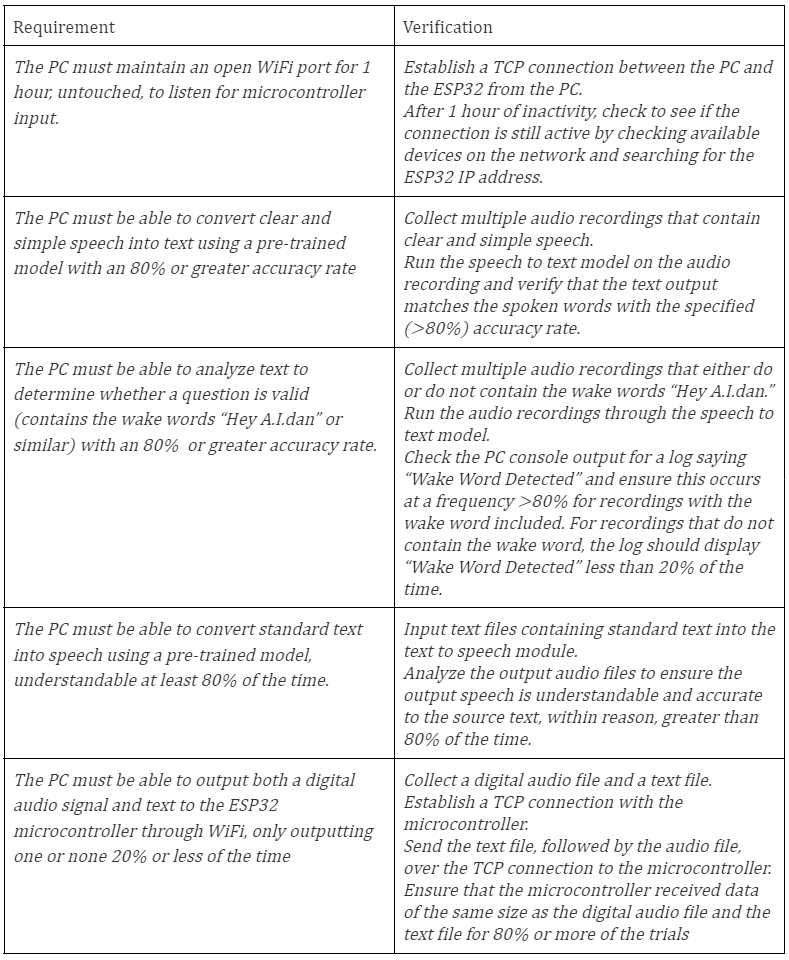 Requirement
Verification
The PC must maintain an open WiFi port for 1
hour, untouched, to listen for microcontroller
input.
Establish a TCP connection between the PC and
the ESP32 from the PC.
After 1 hour of inactivity, check to see if the
connection is still active by checking available
devices on the network and searching for the
ESP32 IP address.
The PC must be able to convert clear and
simple speech into text using a pre-trained
model with an 80% or greater accuracy rate
Collect multiple audio recordings that contain
clear and simple speech.
Run the speech to text model on the audio
recording and verify that the text output
matches the spoken words with the specified
(>80%) accuracy rate.
The PC must be able to analyze text to
determine whether a question is valid
(contains the wake words “Hey A.I.dan” or
similar) with an 80%  or greater accuracy rate.
Collect multiple audio recordings that either do
or do not contain the wake words “Hey A.I.dan.”
Run the audio recordings through the speech to
text model.
Check the PC console output for a log saying
“Wake Word Detected” and ensure this occurs
at a frequency >80% for recordings with the
wake word included. For recordings that do not
contain the wake word, the log should display
“Wake Word Detected” less than 20% of the
time.
The PC must be able to convert standard text
into speech using a pre-trained model,
understandable at least 80% of the time.
Input text files containing standard text into the
text to speech module.
Analyze the output audio files to ensure the
output speech is understandable and accurate
to the source text, within reason, greater than
80% of the time.
The PC must be able to output both a digital
audio signal and text to the ESP32
microcontroller through WiFi, only outputting
one or none 20% or less of the time
Collect a digital audio file and a text file.
Establish a TCP connection with the
microcontroller.
Send the text file, followed by the audio file,
over the TCP connection to the microcontroller.
Ensure that the microcontroller received data
of the same size as the digital audio file and the
text file for 80% or more of the trials